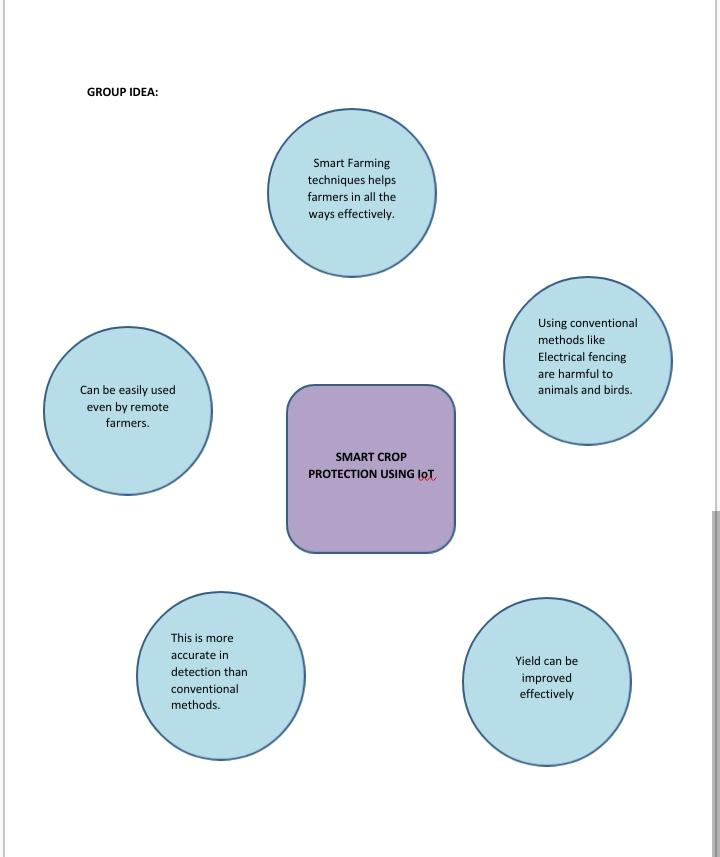 GROUP IDEA:
Smart Farming
techniques helps
farmers in all the
ways effectively.
Using conventional
methods like
Electrical fencing
are harmful to
animals and birds.
Can be easily used
even by remote
farmers.
SMART CROP
PROTECTION USING IoT
This is more
accurate in
detection than
conventional
methods.
Yield can be
improved
effectively